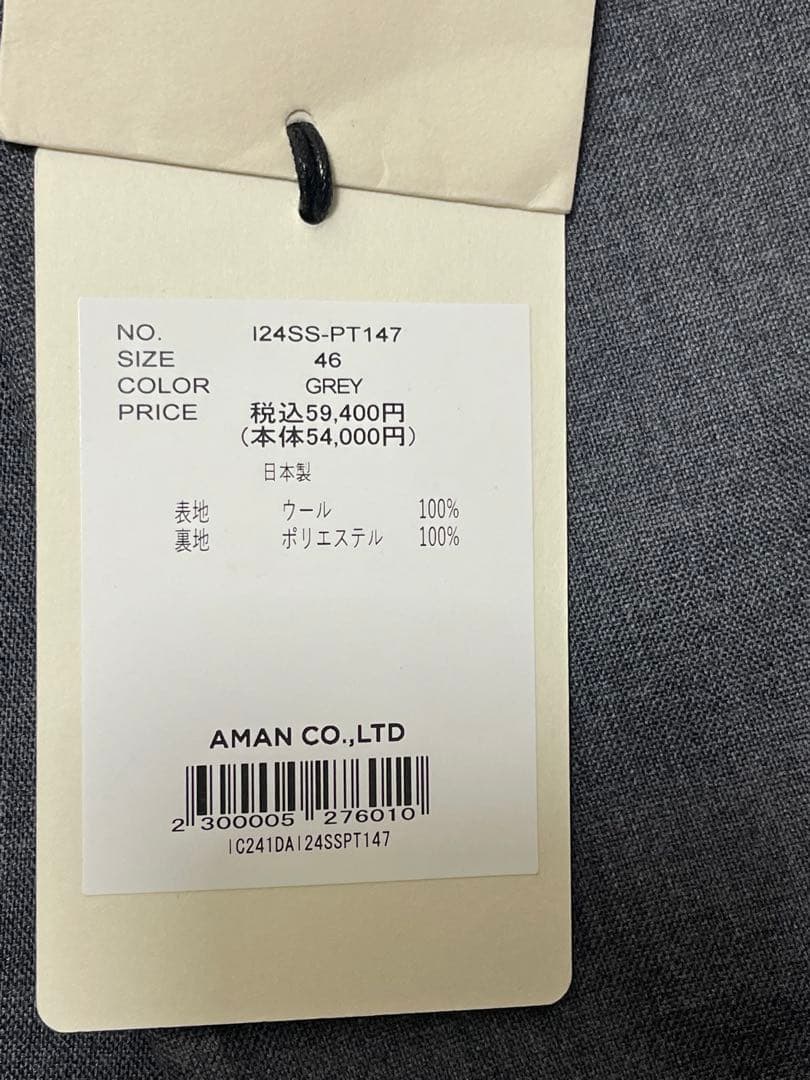 NO. I24SS-PT147
SIZE 46
COLOR GREY
PRICE 税込59,400円
(本体54,000円)
日本製
表地 ウール 100%
裏地 ポリエステル 100%
AMAN CO.,LTD
2 300005 276010
IC241DAI24SSPT147